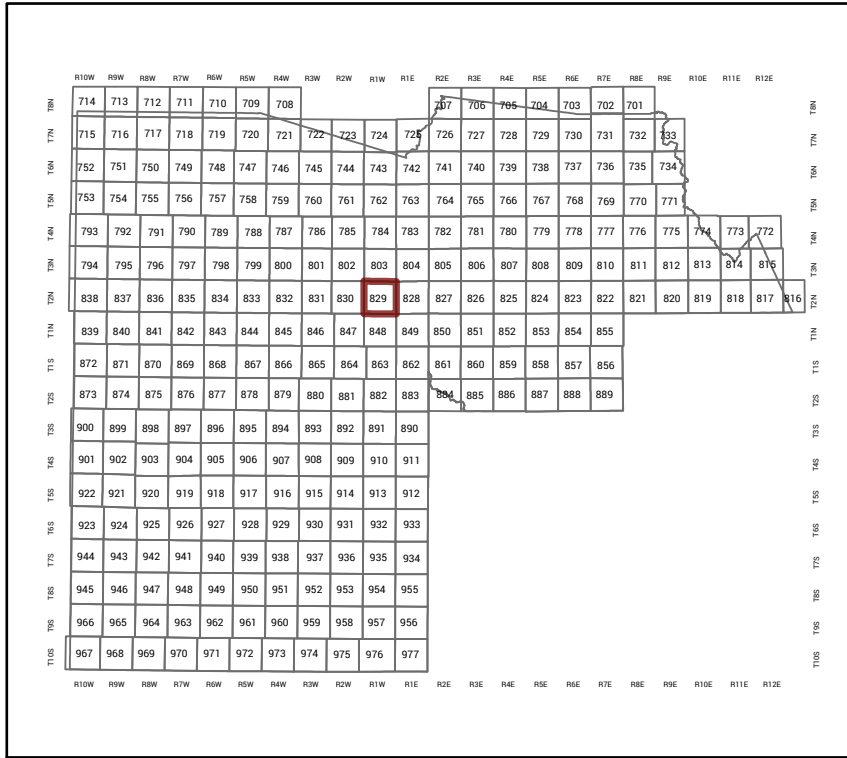 R10W R9W R8W R7W R6W R5W R4W R3W R2W R1W R1E R2E R3E R4E R5E R6E R7E R8E R9E R10E R11E R12E
T8N 714 713 712 711 710 709 708 707 706 705 704 703 702 701 T8N
T7N 715 716 717 718 719 720 721 722 723 724 725 726 727 728 729 730 731 732 733 T7N
T6N 752 751 750 749 748 747 746 745 744 743 742 741 740 739 738 737 736 735 734 T6N
T5N 753 754 755 756 757 758 759 760 761 762 763 764 765 766 767 768 769 770 771 T5N
T4N 793 792 791 790 789 788 787 786 785 784 783 782 781 780 779 778 777 776 775 774 773 772 T4N
T3N 794 795 796 797 798 799 800 801 802 803 804 805 806 807 808 809 810 811 812 813 814 815 T3N
T2N 838 837 836 835 834 833 832 831 830 829 828 827 826 825 824 823 822 821 820 819 818 817 816 T2N
T1N 839 840 841 842 843 844 845 846 847 848 849 850 851 852 853 854 855 T1N
T1S 872 871 870 869 868 867 866 865 864 863 862 861 860 859 858 857 856 T1S
T2S 873 874 875 876 877 878 879 880 881 882 883 884 885 886 887 888 889 T2S
T3S 900 899 898 897 896 895 894 893 892 891 890 T3S
T4S 901 902 903 904 905 906 907 908 909 910 911 T4S
T5S 922 921 920 919 918 917 916 915 914 913 912 T5S
T6S 923 924 925 926 927 928 929 930 931 932 933 T6S
T7S 944 943 942 941 940 939 938 937 936 935 934 T7S
T8S 945 946 947 948 949 950 951 952 953 954 955 T8S
T9S 966 965 964 963 962 961 960 959 958 957 956 T9S
T10S 967 968 969 970 971 972 973 974 975 976 977 T10S
R10W R9W R8W R7W R6W R5W R4W R3W R2W R1W R1E R2E R3E R4E R5E R6E R7E R8E R9E R10E R11E R12E